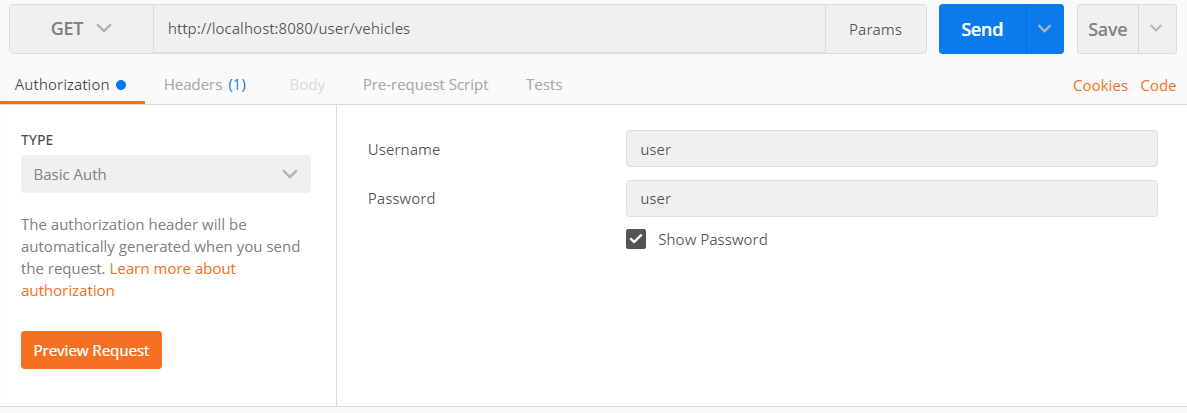 GET http://localhost:8080/user/vehicles Params Send Save
Authorization Headers (1) Body Pre-request Script Tests Cookies Code
TYPE
Basic Auth
The authorization header will be
automatically generated when you send
the request. Learn more about
authorization
Preview Request
Username user
Password user
Show Password